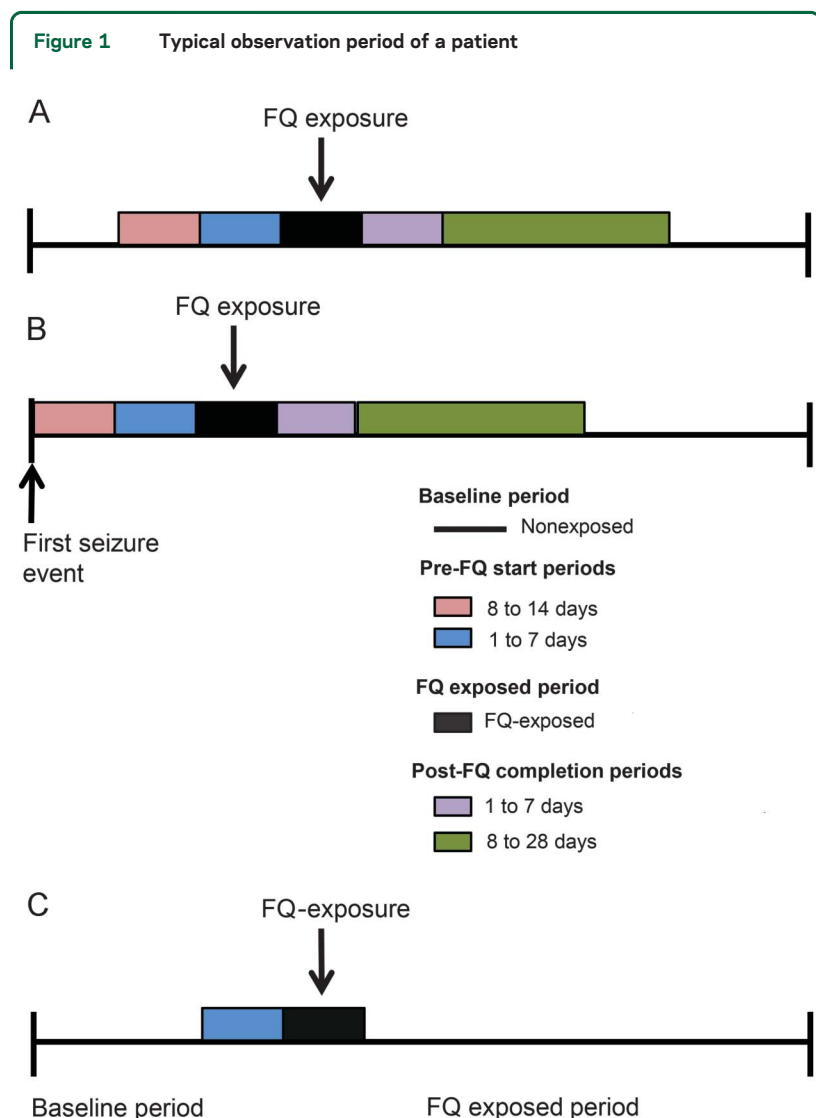 Figure 1 Typical observation period of a patient
A
FQ exposure
B
FQ exposure
First seizure
event
Baseline period
Nonexposed
Pre-FQ start periods
8 to 14 days
1 to 7 days
FQ exposed period
FQ-exposed
Post-FQ completion periods
1 to 7 days
8 to 28 days
C
FQ-exposure
Baseline period FQ exposed period